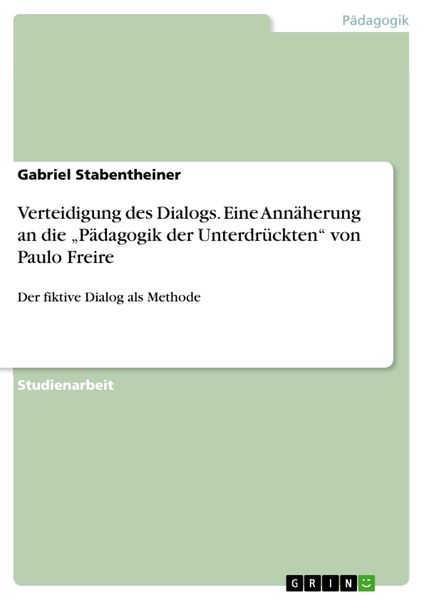 Pädagogik
Gabriel Stabentheiner
Verteidigung des Dialogs. Eine Annäherung
an die „Pädagogik der Unterdrückten“ von
Paulo Freire
Der fiktive Dialog als Methode
Studienarbeit
GRIN